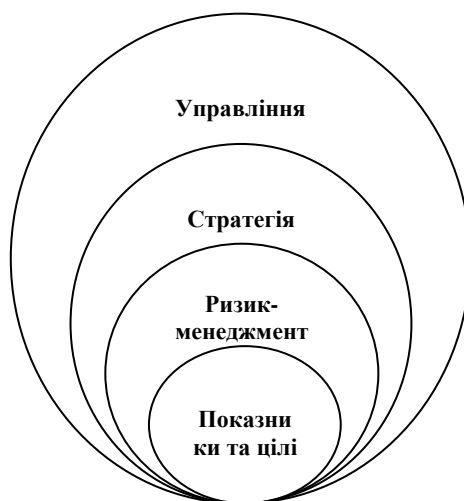 Управління
Стратегія
Ризик-
менеджмент
Показни
ки та цілі